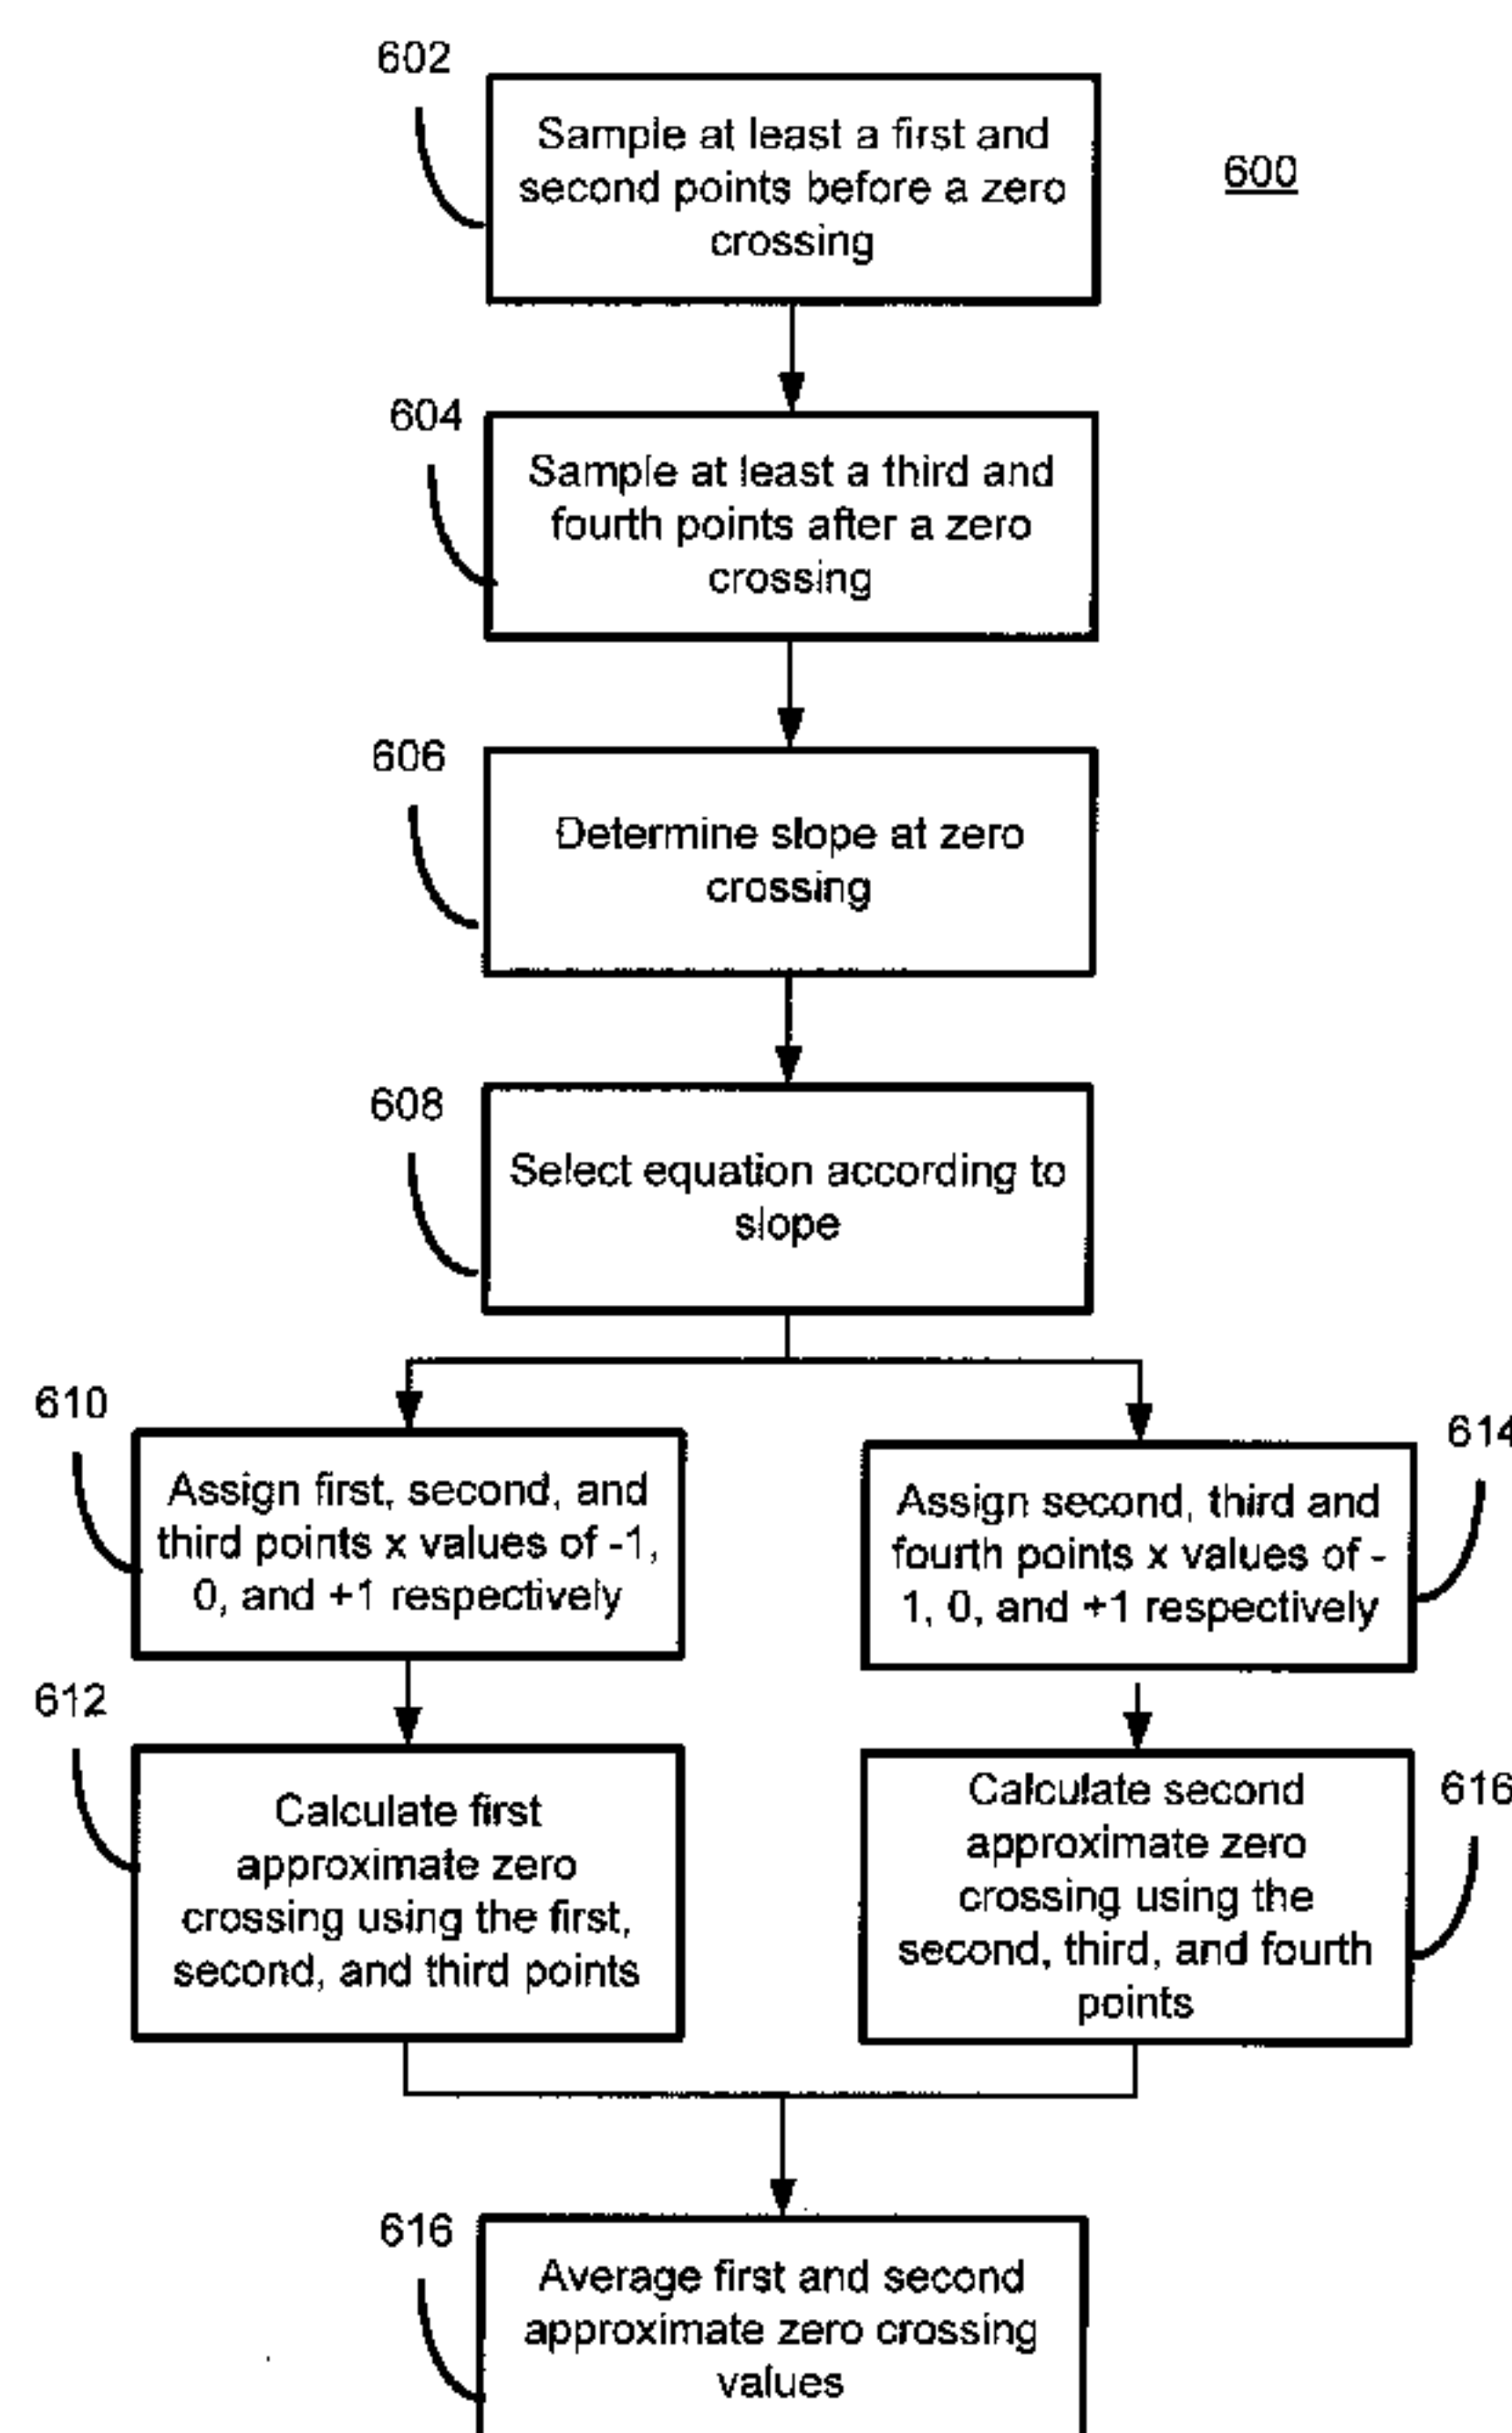 602
Sample at least a first and
second points before a zero
crossing
600
604
Sample at least a third and
fourth points after a zero
crossing
606
Determine slope at zero
crossing
608
Select equation according to
slope
610
Assign first, second, and
third points x values of -1,
0, and +1 respectively
614
Assign second, third and
fourth points x values of -
1, 0, and +1 respectively
612
Calculate first
approximate zero
crossing using the first,
second, and third points
616
Calculate second
approximate zero
crossing using the
second, third, and fourth
points
616
Average first and second
approximate zero crossing
values